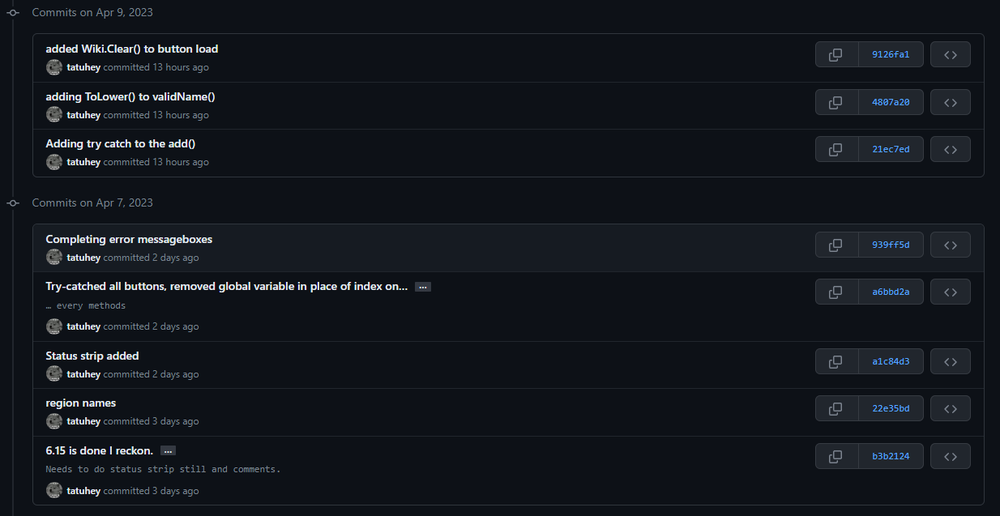 Commits on Apr 9, 2023
added Wiki.Clear() to button load
9126fa1
tatuhey committed 13 hours ago
adding ToLower() to validName()
4807a20
tatuhey committed 13 hours ago
Adding try catch to the add()
21ec7ed
tatuhey committed 13 hours ago
Commits on Apr 7, 2023
Completing error messageboxes
939ff5d
tatuhey committed 2 days ago
Try-catched all buttons, removed global variable in place of index on… …
a6bbd2a
… every methods
tatuhey committed 2 days ago
Status strip added
a1c84d3
tatuhey committed 2 days ago
region names
22e35bd
tatuhey committed 3 days ago
6.15 is done I reckon. …
b3b2124
Needs to do status strip still and comments.
tatuhey committed 3 days ago